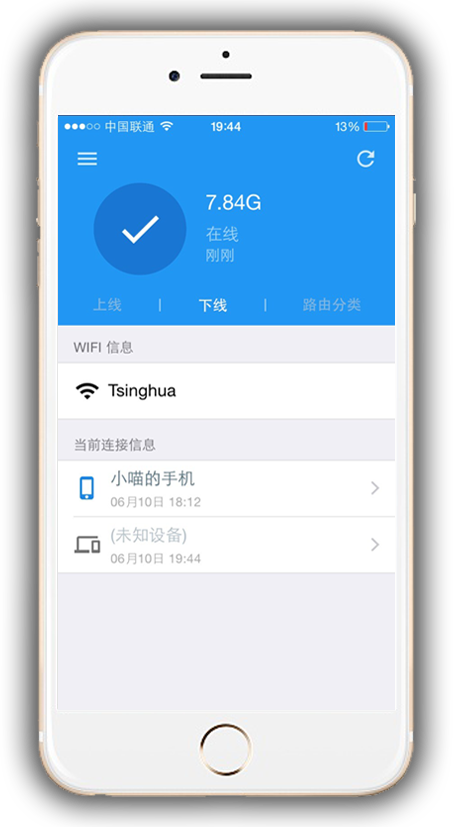 中国联通 19:44 13%
7.84G
在线
刚刚
上线 | 下线 | 路由分类
WIFI 信息
Tsinghua
当前连接信息
小喵的手机
06月10日 18:12
(未知设备)
06月10日 19:44